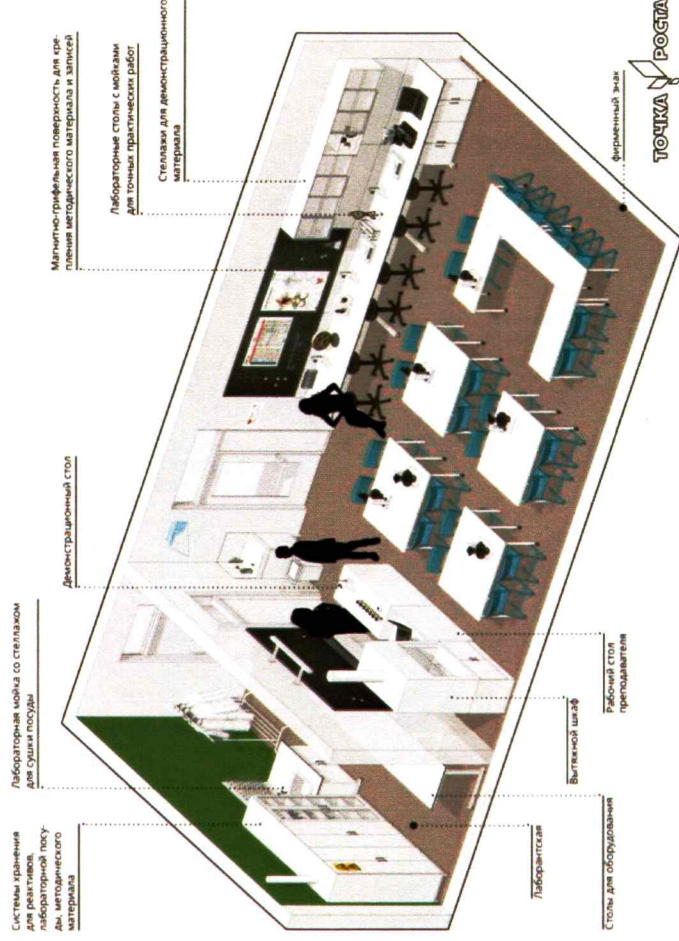 Системы хранения
для реактивов,
лабораторной посу-
ды, методического
материала
Лабораторная мойка со стеллажом
для сушки посуды
Демонстрационный стол
Магнитно-грифельная поверхность для кре-
пления методического материала и записей
Лабораторные столы с мойками
для точных практических работ
Стеллажи для демонстрационного
материала
Лаборантская
Столы для оборудования
Вытяжной шкаф
Рабочий стол
преподавателя
фирменный знак
ТОЧКА РОСТА